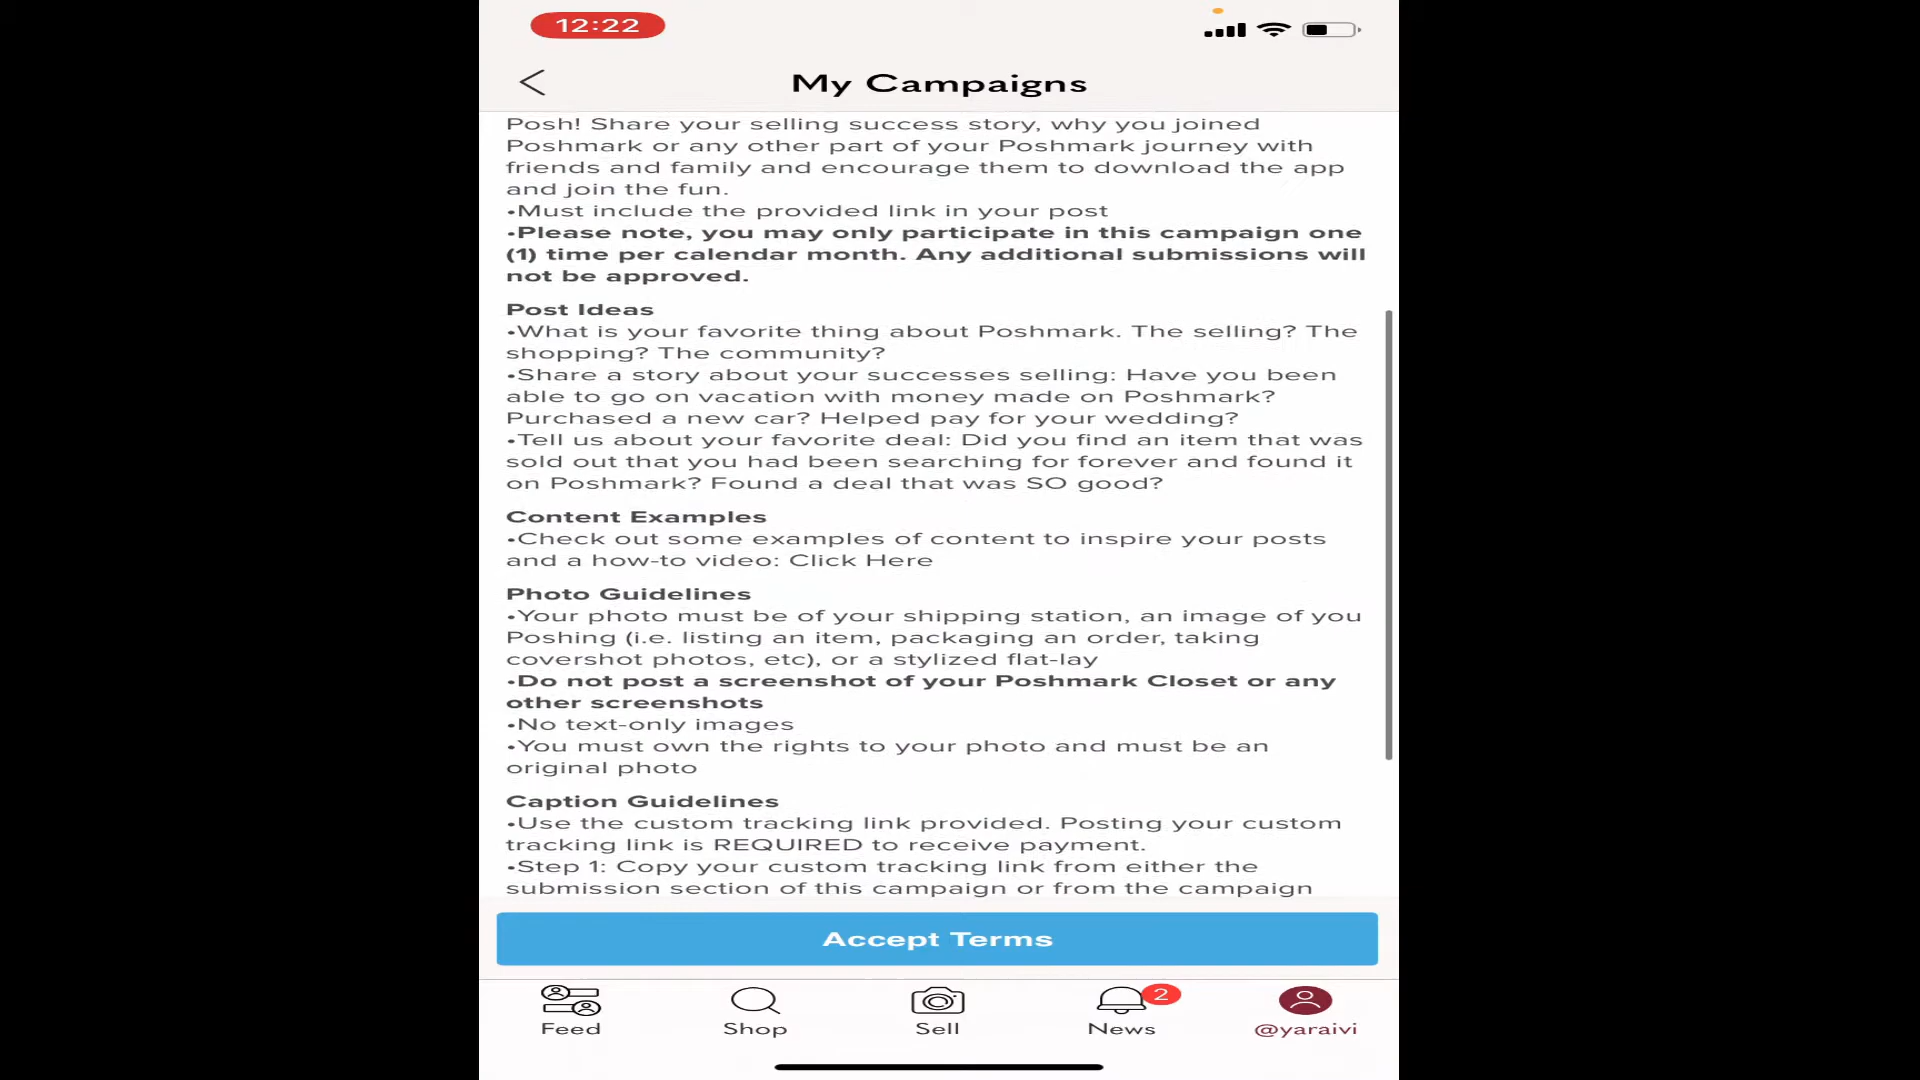 12:22
My Campaigns
Posh! Share your selling success story, why you joined
Poshmark or any other part of your Poshmark journey with
friends and family and encourage them to download the app
and join the fun.
•Must include the provided link in your post
•Please note, you may only participate in this campaign one
(1) time per calendar month. Any additional submissions will
not be approved.
Post Ideas
•What is your favorite thing about Poshmark. The selling? The
shopping? The community?
•Share a story about your successes selling: Have you been
able to go on vacation with money made on Poshmark?
Purchased a new car? Helped pay for your wedding?
•Tell us about your favorite deal: Did you find an item that was
sold out that you had been searching for forever and found it
on Poshmark? Found a deal that was SO good?
Content Examples
•Check out some examples of content to inspire your posts
and a how-to video: Click Here
Photo Guidelines
•Your photo must be of your shipping station, an image of you
Poshing (i.e. listing an item, packaging an order, taking
covershot photos, etc), or a stylized flat-lay
•Do not post a screenshot of your Poshmark Closet or any
other screenshots
•No text-only images
•You must own the rights to your photo and must be an
original photo
Caption Guidelines
•Use the custom tracking link provided. Posting your custom
tracking link is REQUIRED to receive payment.
•Step 1: Copy your custom tracking link from either the
submission section of this campaign or from the campaign
Accept Terms
2
Feed Shop Sell News @yaraivi